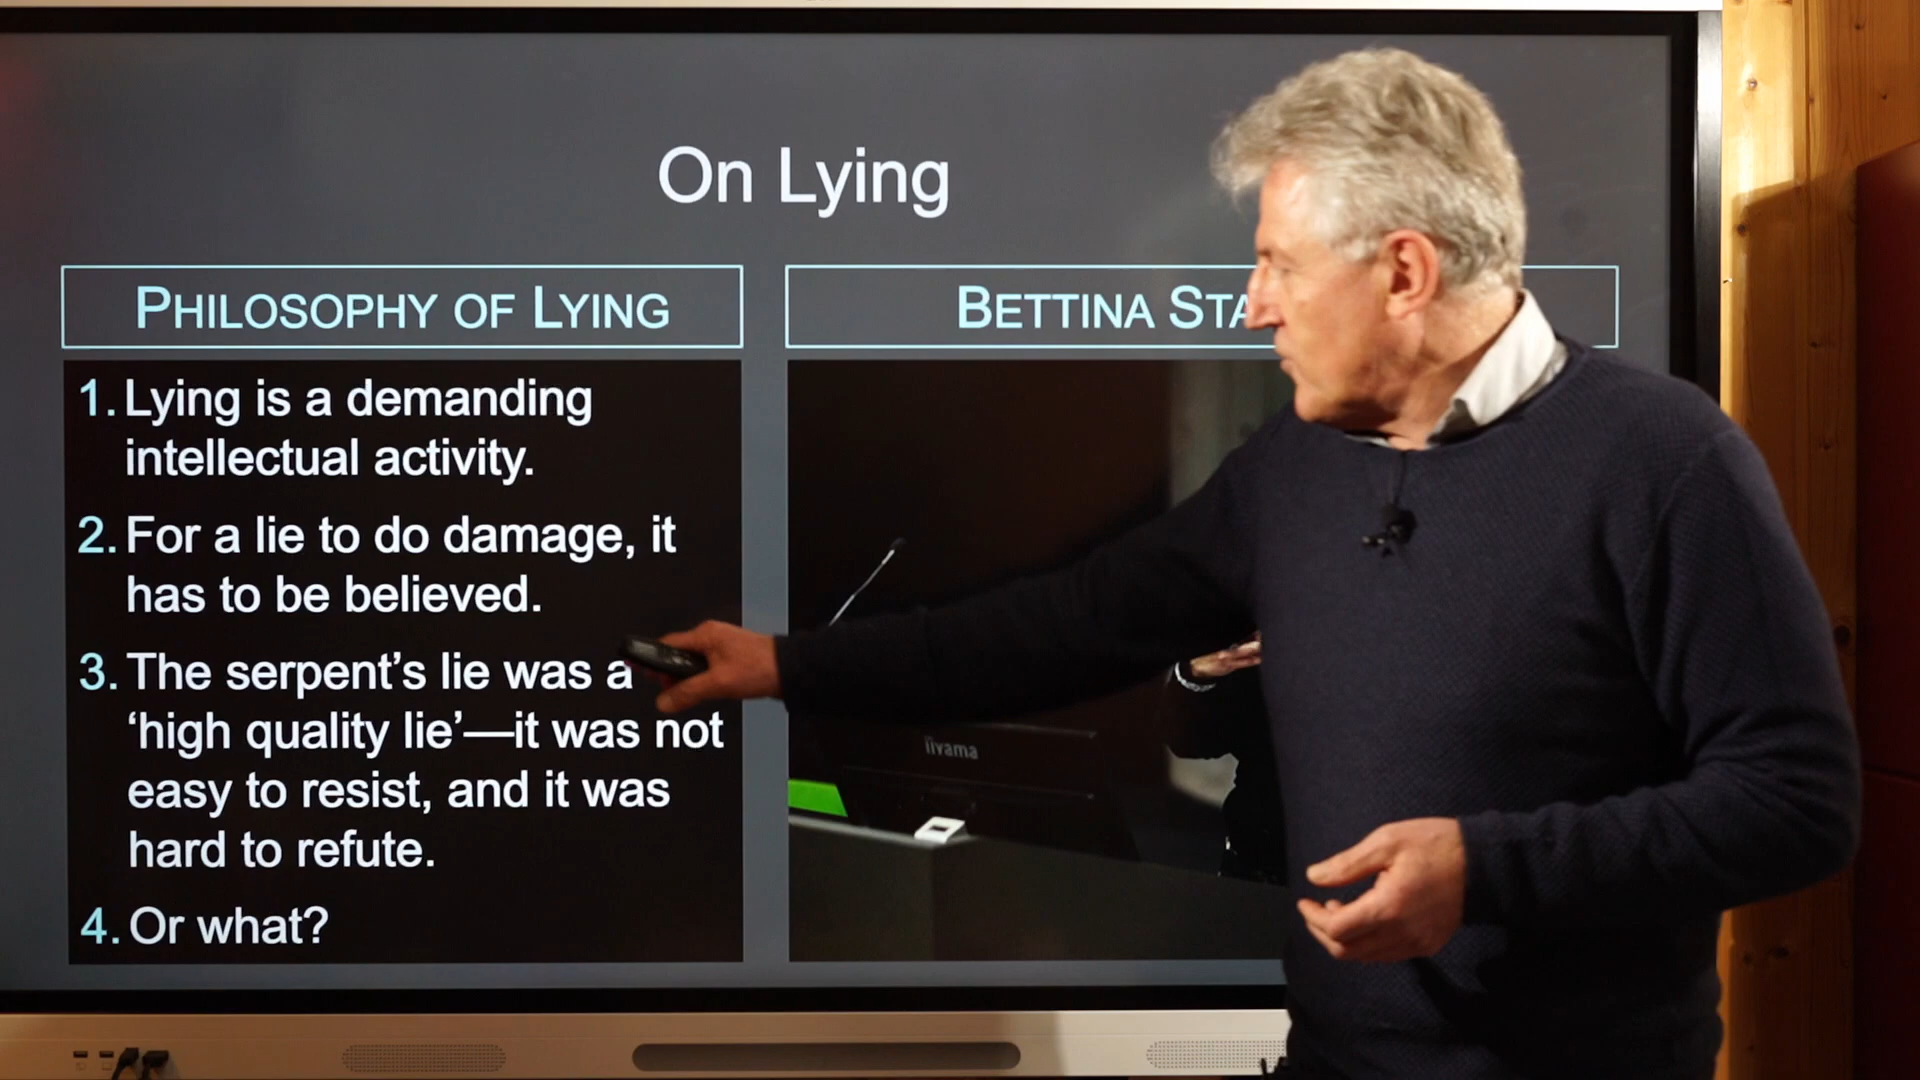 On Lying
PHILOSOPHY OF LYING
BETTINA
1. Lying is a demanding
intellectual activity.
2. For a lie to do damage, it
has to be believed.
3. The serpent’s lie was a
‘high quality lie’—it was not
easy to resist, and it was
hard to refute.
4. Or what?
iiyama